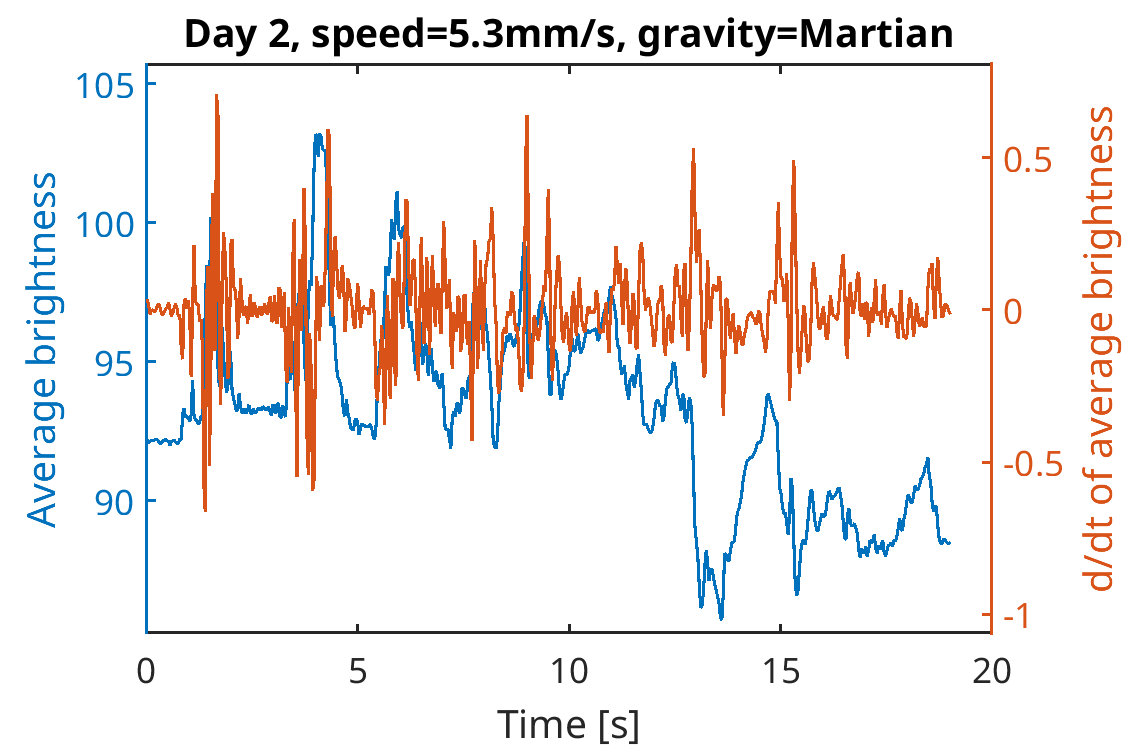 Day 2, speed=5.3mm/s, gravity=Martian
105
100
95
90
Average brightness
0.5
0
-0.5
-1
d/dt of average brightness
0 5 10 15 20
Time [s]